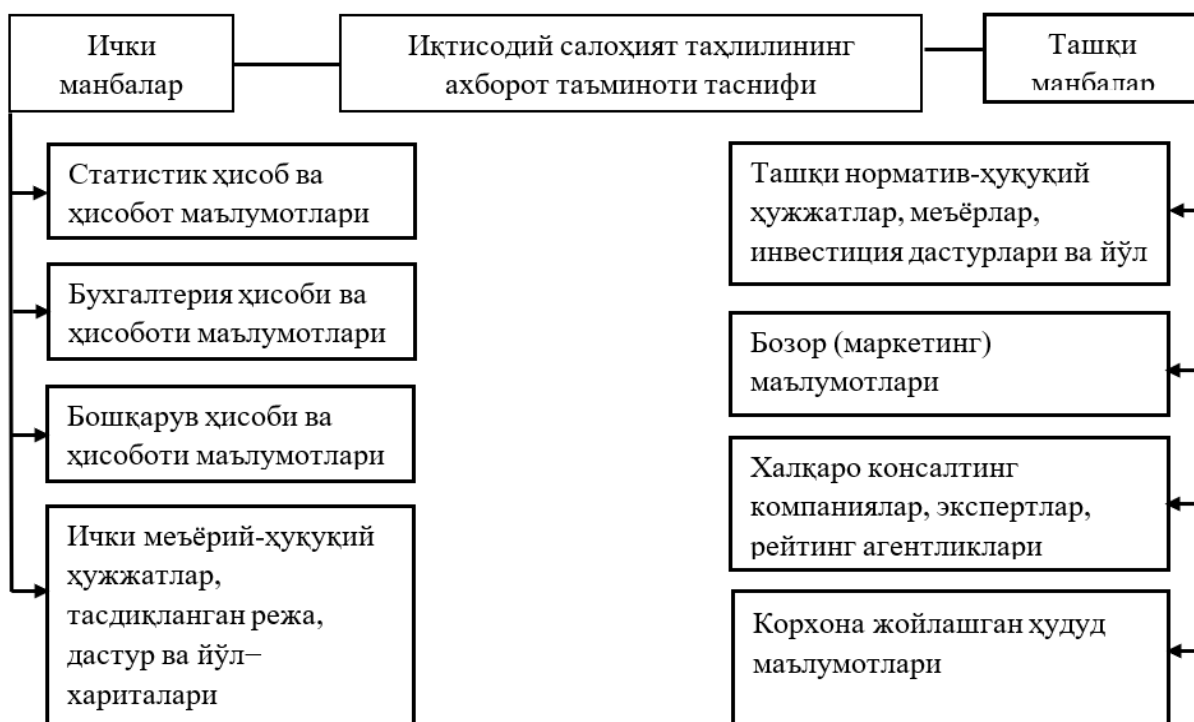 Ички
манбалар
Иқтисодий салоҳият таҳлилининг
ахборот таъминоти таснифи
Ташқи
манбалар
Статистик ҳисоб ва
ҳисобот маълумотлари
Бухгалтерия ҳисоби ва
ҳисоботи маълумотлари
Бошқарув ҳисоби ва
ҳисоботи маълумотлари
Ички меъёрий-ҳуқуқий
ҳужжатлар,
тасдиқланган режа,
дастур ва йўл–
хариталари
Ташқи норматив-ҳуқуқий
ҳужжатлар, меъёрлар,
инвестиция дастурлари ва йўл
Бозор (маркетинг)
маълумотлари
Халқаро консалтинг
компаниялар, экспертлар,
рейтинг агентликлари
Корхона жойлашган ҳудуд
маълумотлари